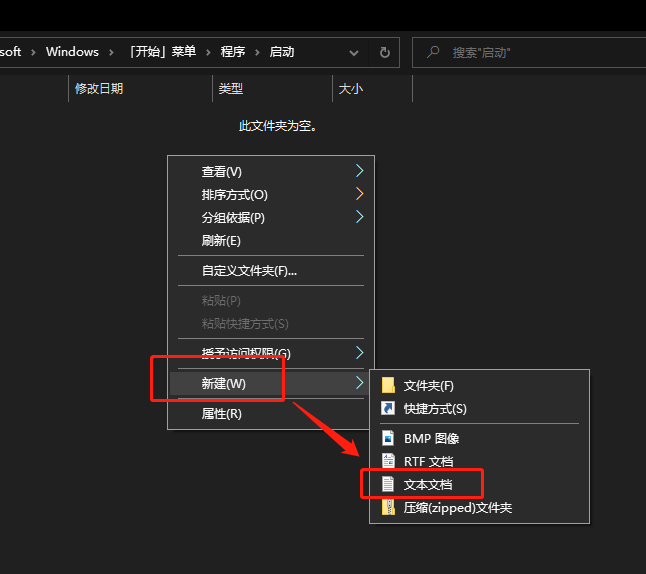 soft > Windows > 「开始」菜单 > 程序 > 启动
搜索"启动"
修改日期 类型 大小
此文件夹为空。
查看(V)
排序方式(O)
分组依据(P)
刷新(E)
自定义文件夹(F)...
粘贴(P)
粘贴快捷方式(S)
授予访问权限(G)
新建(W)
属性(R)
文件夹(F)
快捷方式(S)
BMP 图像
RTF 文档
文本文档
压缩(zipped)文件夹